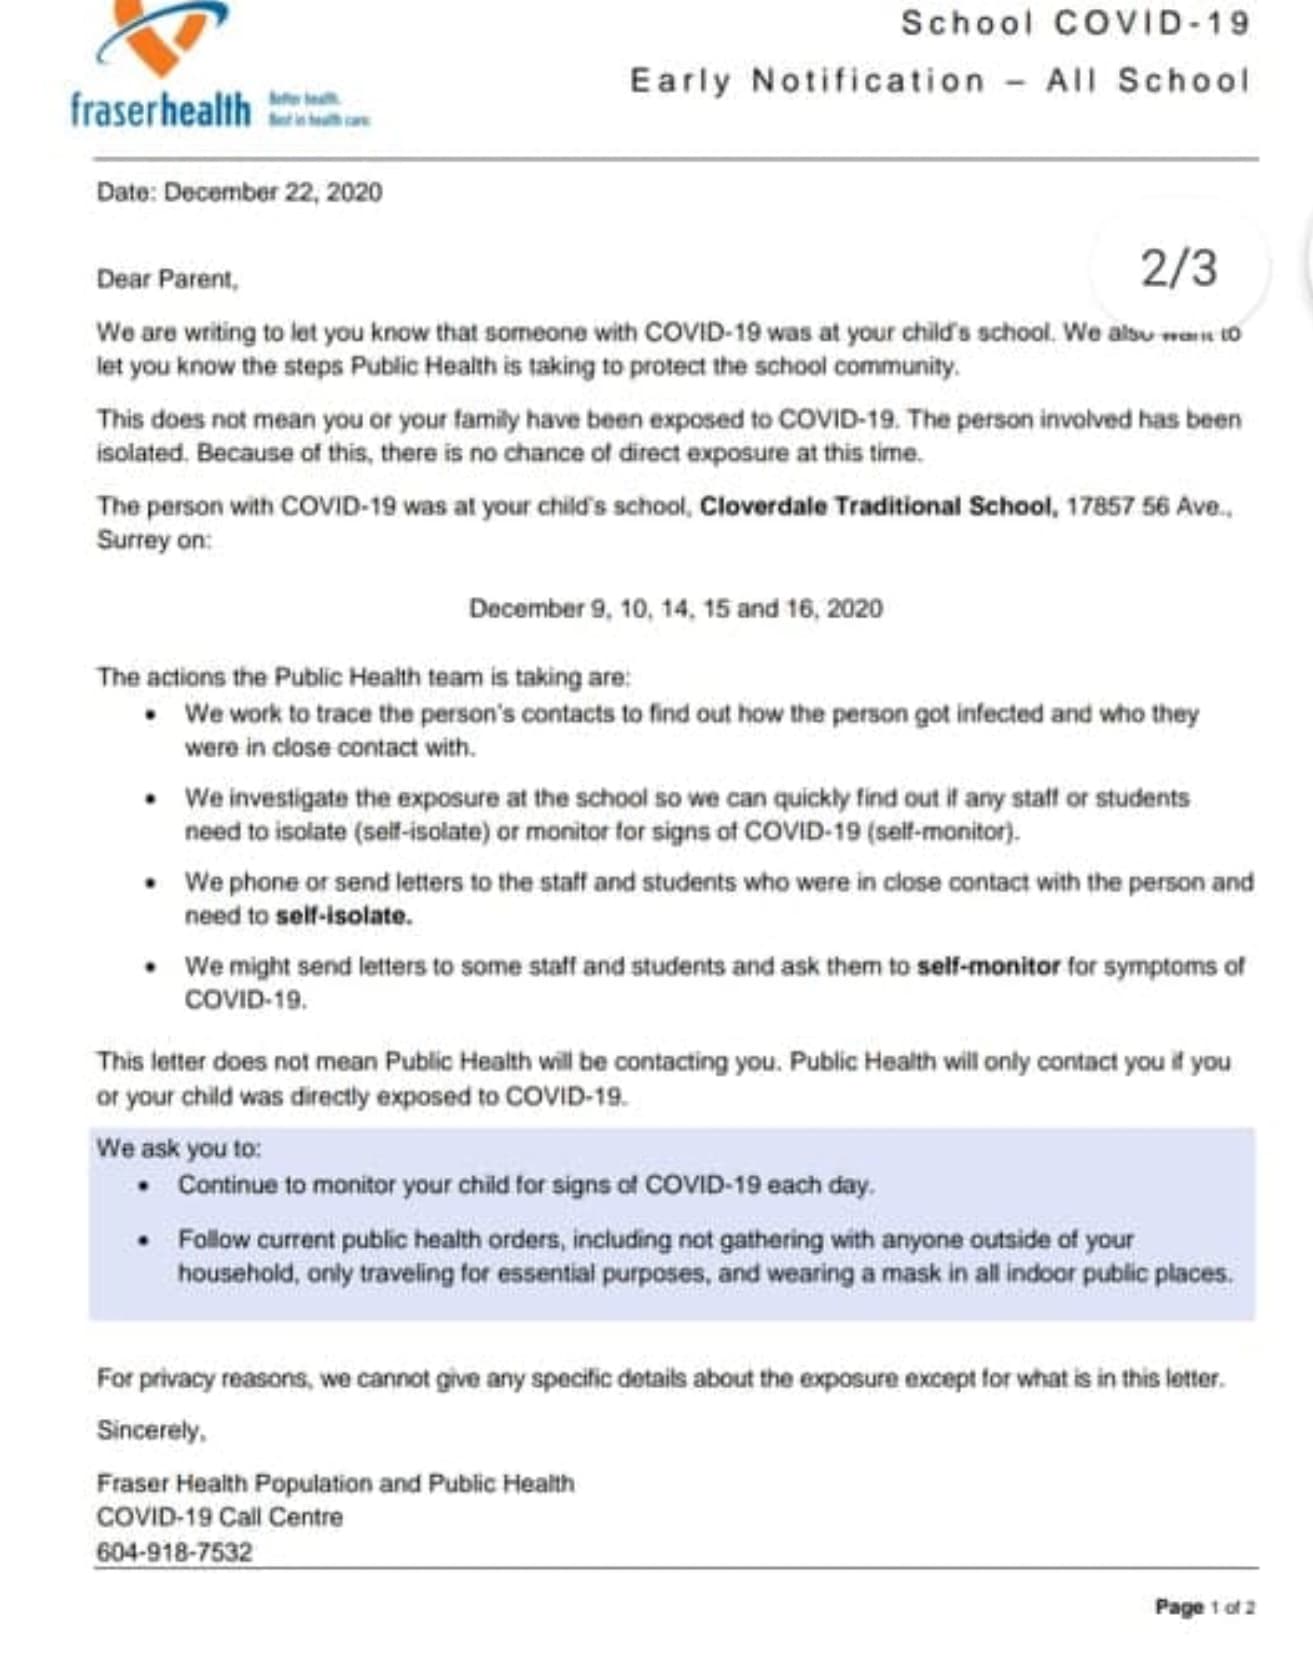 School COVID-19
Early Notification – All School
fraserhealth
Better health.
Best in health care.
Date: December 22, 2020
2/3
Dear Parent,
We are writing to let you know that someone with COVID-19 was at your child's school. We also want to
let you know the steps Public Health is taking to protect the school community.
This does not mean you or your family have been exposed to COVID-19. The person involved has been
isolated. Because of this, there is no chance of direct exposure at this time.
The person with COVID-19 was at your child's school, Cloverdale Traditional School, 17857 56 Ave.,
Surrey on:
December 9, 10, 14, 15 and 16, 2020
The actions the Public Health team is taking are:
• We work to trace the person's contacts to find out how the person got infected and who they
were in close contact with.
• We investigate the exposure at the school so we can quickly find out if any staff or students
need to isolate (self-isolate) or monitor for signs of COVID-19 (self-monitor).
• We phone or send letters to the staff and students who were in close contact with the person and
need to self-isolate.
• We might send letters to some staff and students and ask them to self-monitor for symptoms of
COVID-19.
This letter does not mean Public Health will be contacting you. Public Health will only contact you if you
or your child was directly exposed to COVID-19.
We ask you to:
• Continue to monitor your child for signs of COVID-19 each day.
• Follow current public health orders, including not gathering with anyone outside of your
household, only traveling for essential purposes, and wearing a mask in all indoor public places.
For privacy reasons, we cannot give any specific details about the exposure except for what is in this letter.
Sincerely,
Fraser Health Population and Public Health
COVID-19 Call Centre
604-918-7532
Page 1 of 2